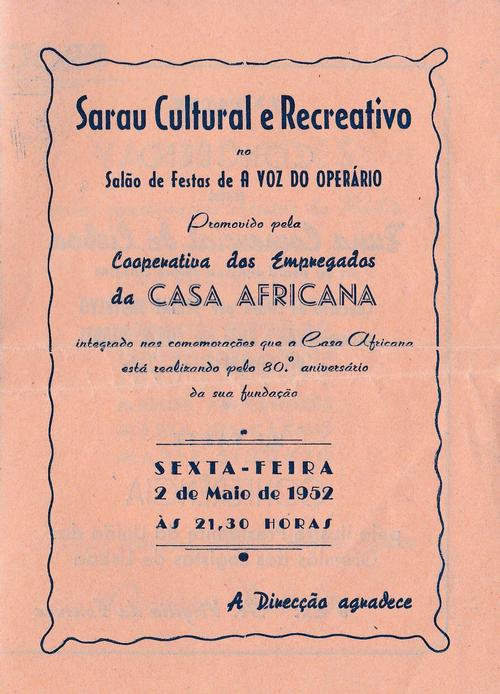 Sarau Cultural e Recreativo
no
Salão de Festas de A VOZ DO OPERÁRIO
Promovido pela
Cooperativa dos Empregados
da CASA AFRICANA
integrado nas comemorações que a Casa Africana
está realizando pelo 80.º aniversário
da sua fundação
SEXTA-FEIRA
2 de Maio de 1952
ÀS 21,30 HORAS
A Direcção agradece